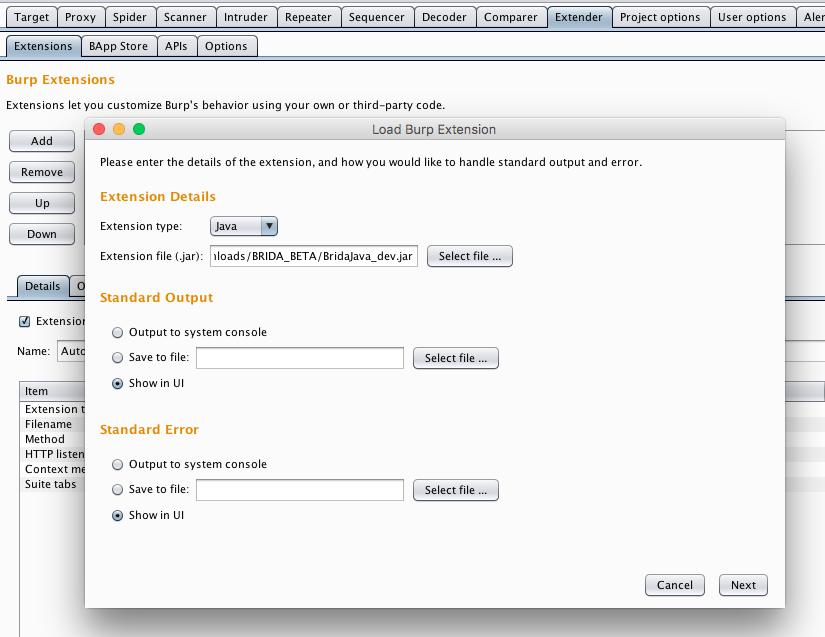 Target Proxy Spider Scanner Intruder Repeater Sequencer Decoder Comparer Extender Project options User options
Extensions BApp Store APIs Options
Burp Extensions
Extensions let you customize Burp's behavior using your own or third-party code.
Load Burp Extension
Add
Remove
Up
Down
Details
Extension
Name: Auto
Item
Extension t
Filename
Method
HTTP listen
Context me
Suite tabs
Please enter the details of the extension, and how you would like to handle standard output and error.
Extension Details
Extension type: Java
Extension file (.jar): nloads/BRIDA_BETA/BridaJava_dev.jar Select file ...
Standard Output
Output to system console
Save to file: Select file ...
Show in UI
Standard Error
Output to system console
Save to file: Select file ...
Show in UI
Cancel Next